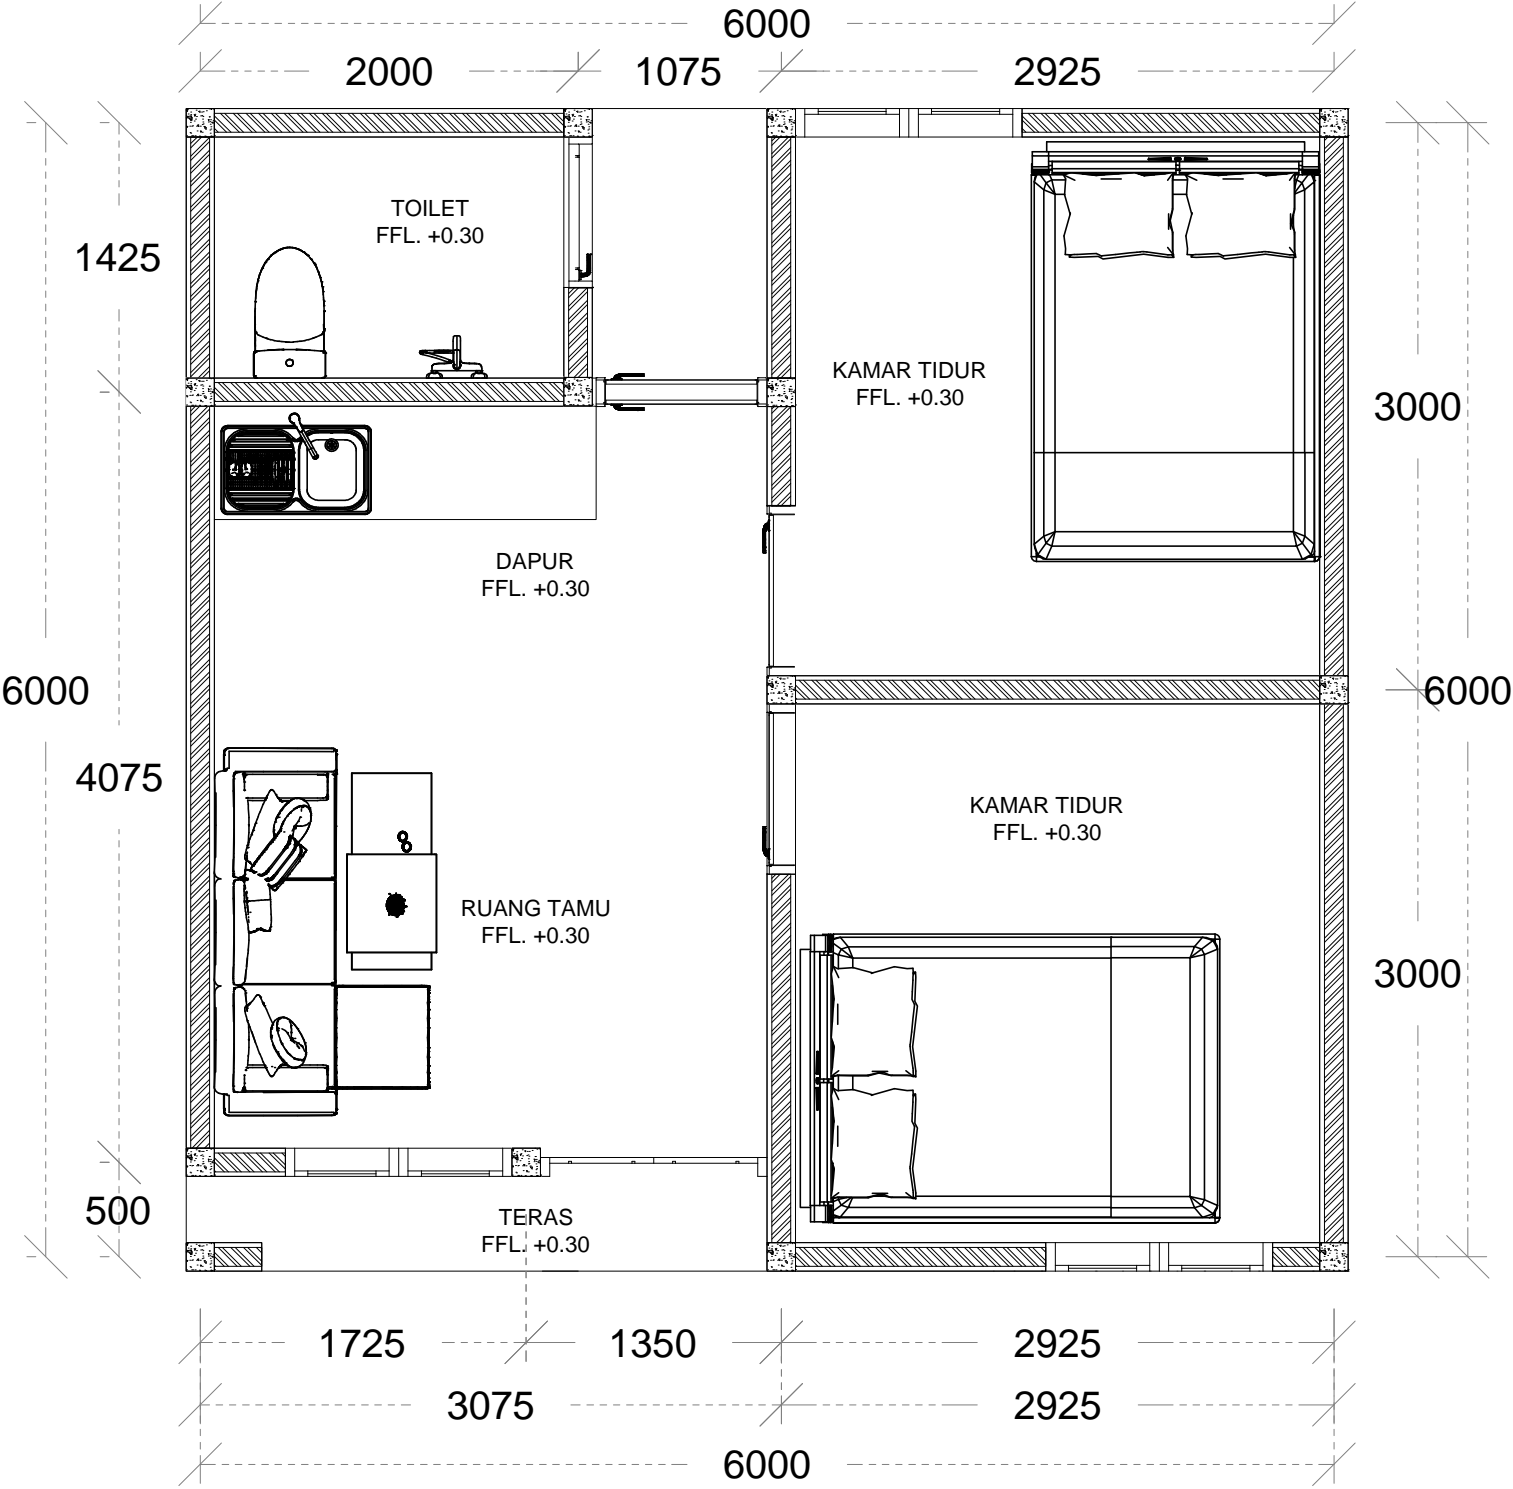 6000
2000
1075
2925
TOILET
FFL. +0.30
1425
KAMAR TIDUR
FFL. +0.30
3000
DAPUR
FFL. +0.30
6000
6000
4075
KAMAR TIDUR
FFL. +0.30
RUANG TAMU
FFL. +0.30
3000
500
TERAS
FFL. +0.30
1725
1350
2925
3075
2925
6000